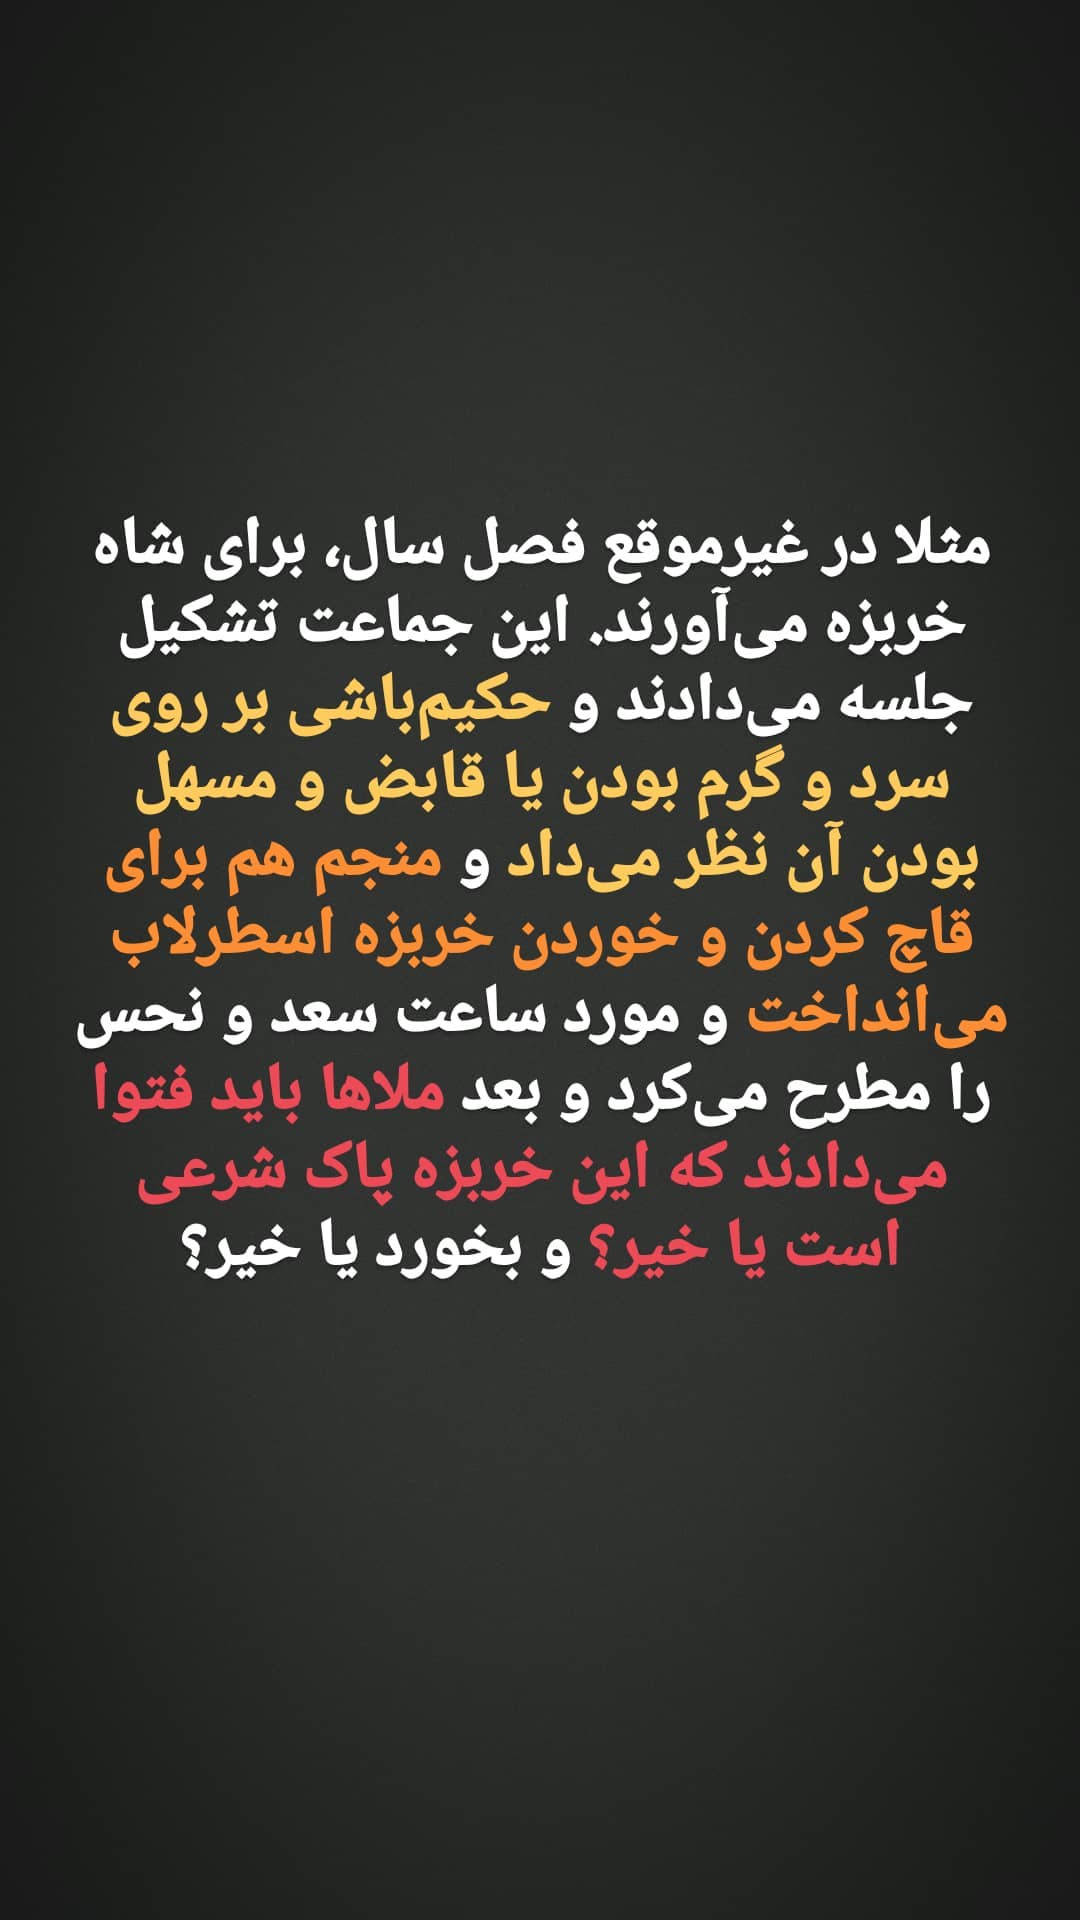 مثلا در غیرموقع فصل سال، برای شاه
خربزه می‌آورند. این جماعت تشکیل
جلسه می‌دادند و حکیم‌باشی بر روی
سرد و گرم بودن یا قابض و مسهل
بودن آن نظر می‌داد و منجم هم برای
قاچ کردن و خوردن خربزه اسطرلاب
می‌انداخت و مورد ساعت سعد و نحس
را مطرح می‌کرد و بعد ملاها باید فتوا
می‌دادند که این خربزه پاک شرعی
است یا خیر؟ و بخورد یا خیر؟